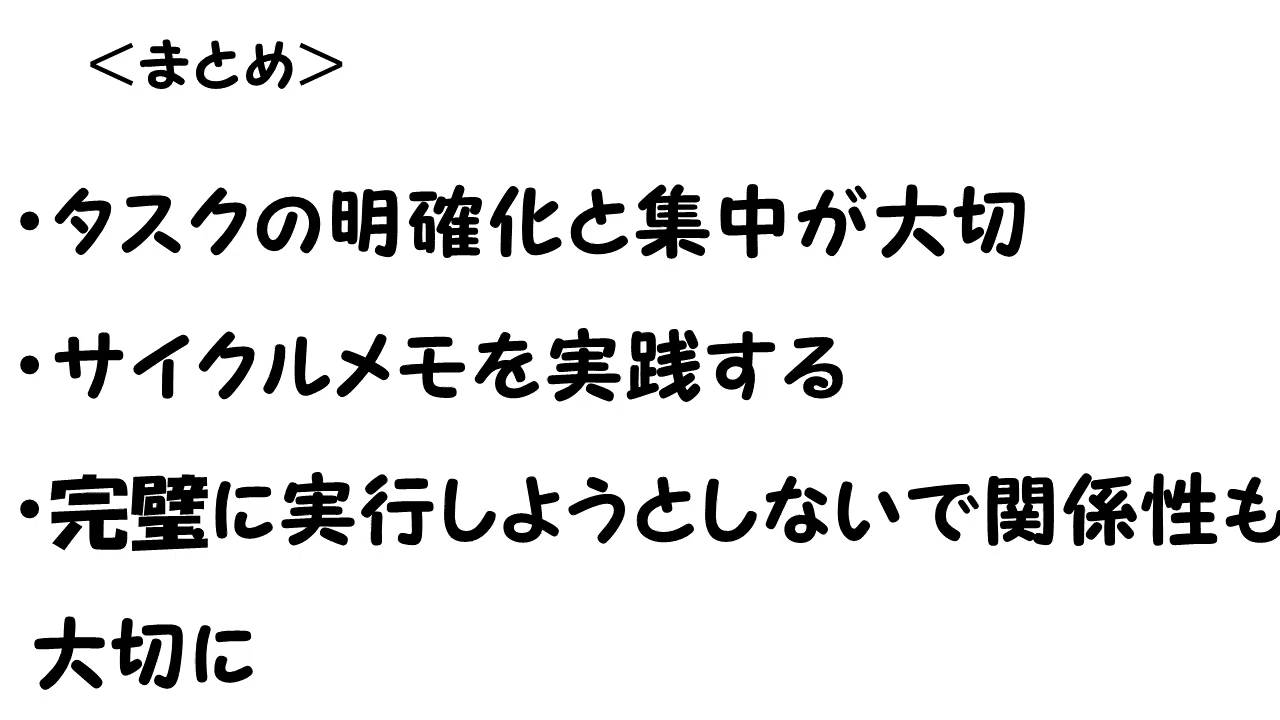 ＜まとめ＞
・タスクの明確化と集中が大切
・サイクルメモを実践する
・完璧に実行しようとしないで関係性も
大切に